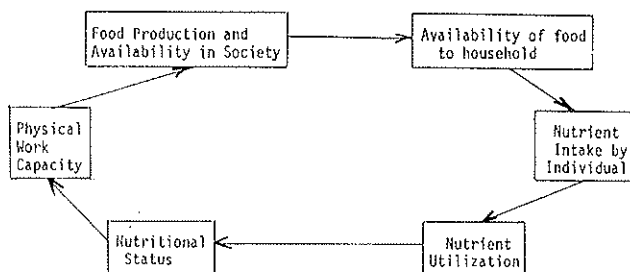 Food Production and
Availability in Society
Availability of food
to household
Physical
Work
Capacity
Nutrient
Intake by
Individual
Nutritional
Status
Nutrient
Utilization